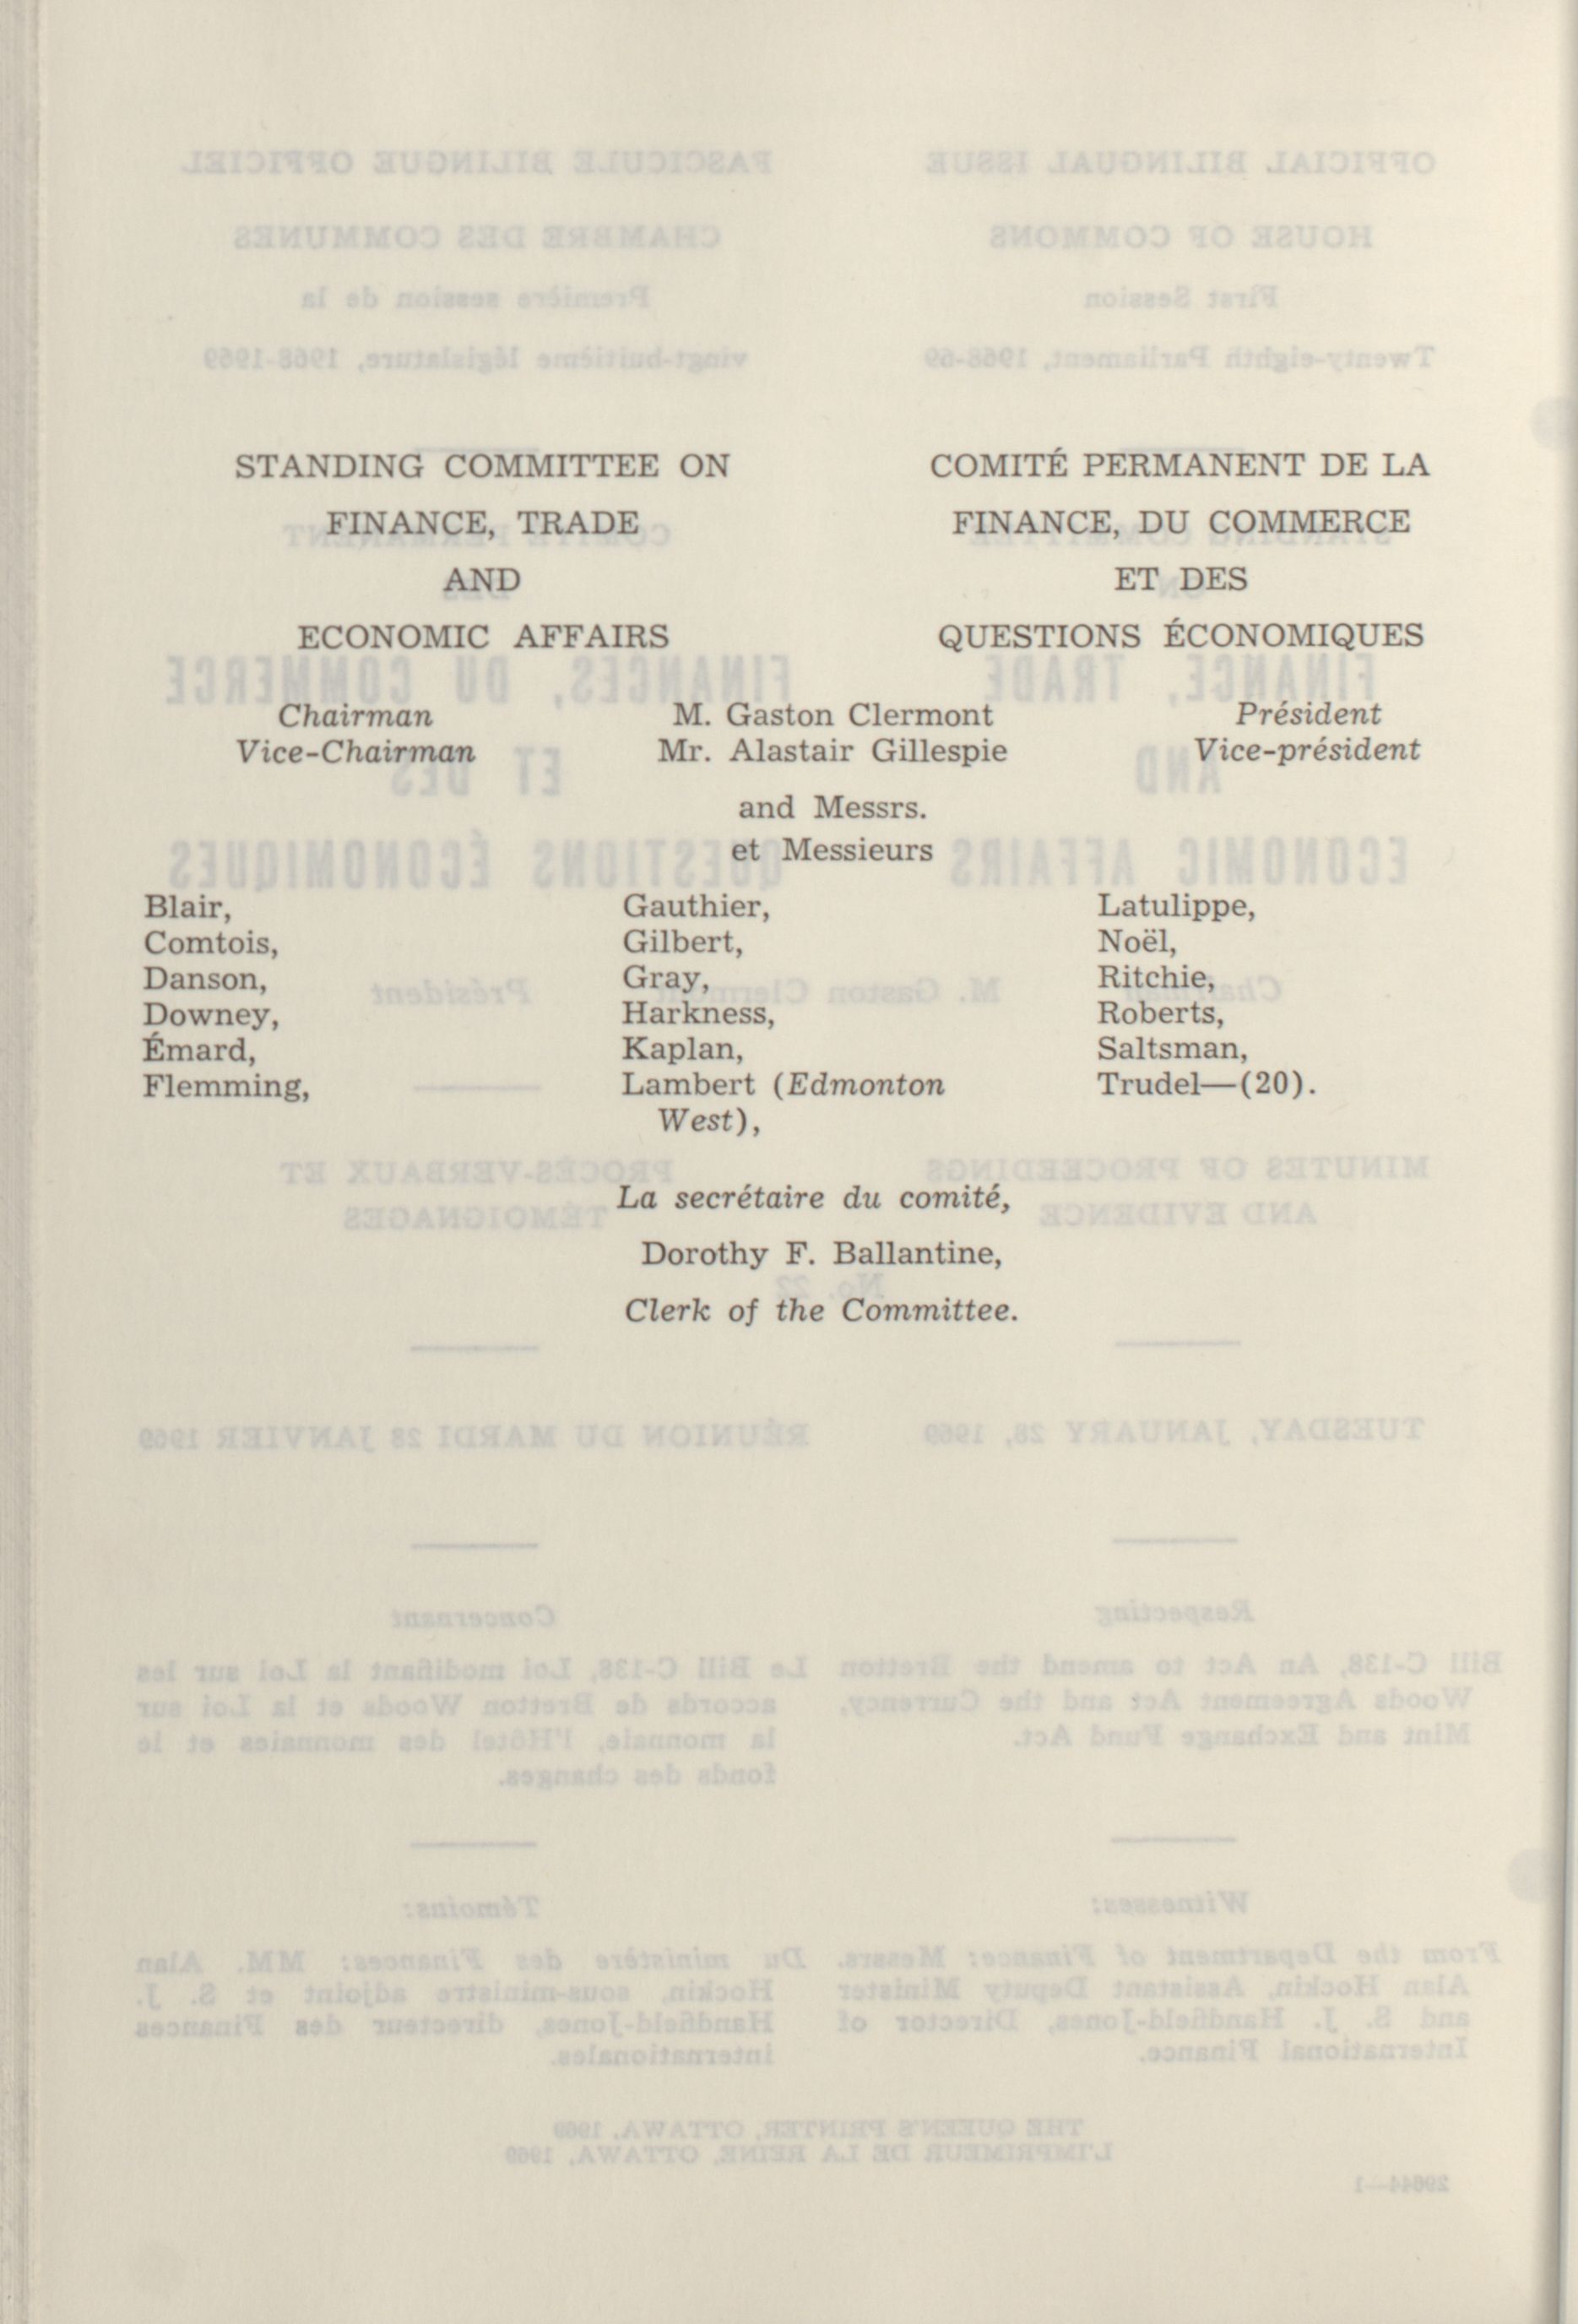 STANDING COMMITTEE ON
FINANCE, TRADE
AND
ECONOMIC AFFAIRS
COMITÉ PERMANENT DE LA
FINANCE, DU COMMERCE
ET DES
QUESTIONS ÉCONOMIQUES
Chairman M. Gaston Clermont Président
Vice-Chairman Mr. Alastair Gillespie Vice-président
and Messrs.
et Messieurs
Blair,
Comtois,
Danson,
Downey,
Émard,
Flemming,
Gauthier,
Gilbert,
Gray,
Harkness,
Kaplan,
Lambert (Edmonton
West),
Latulippe,
Noël,
Ritchie,
Roberts,
Saltsman,
Trudel—(20).
La secrétaire du comité,
Dorothy F. Ballantine,
Clerk of the Committee.